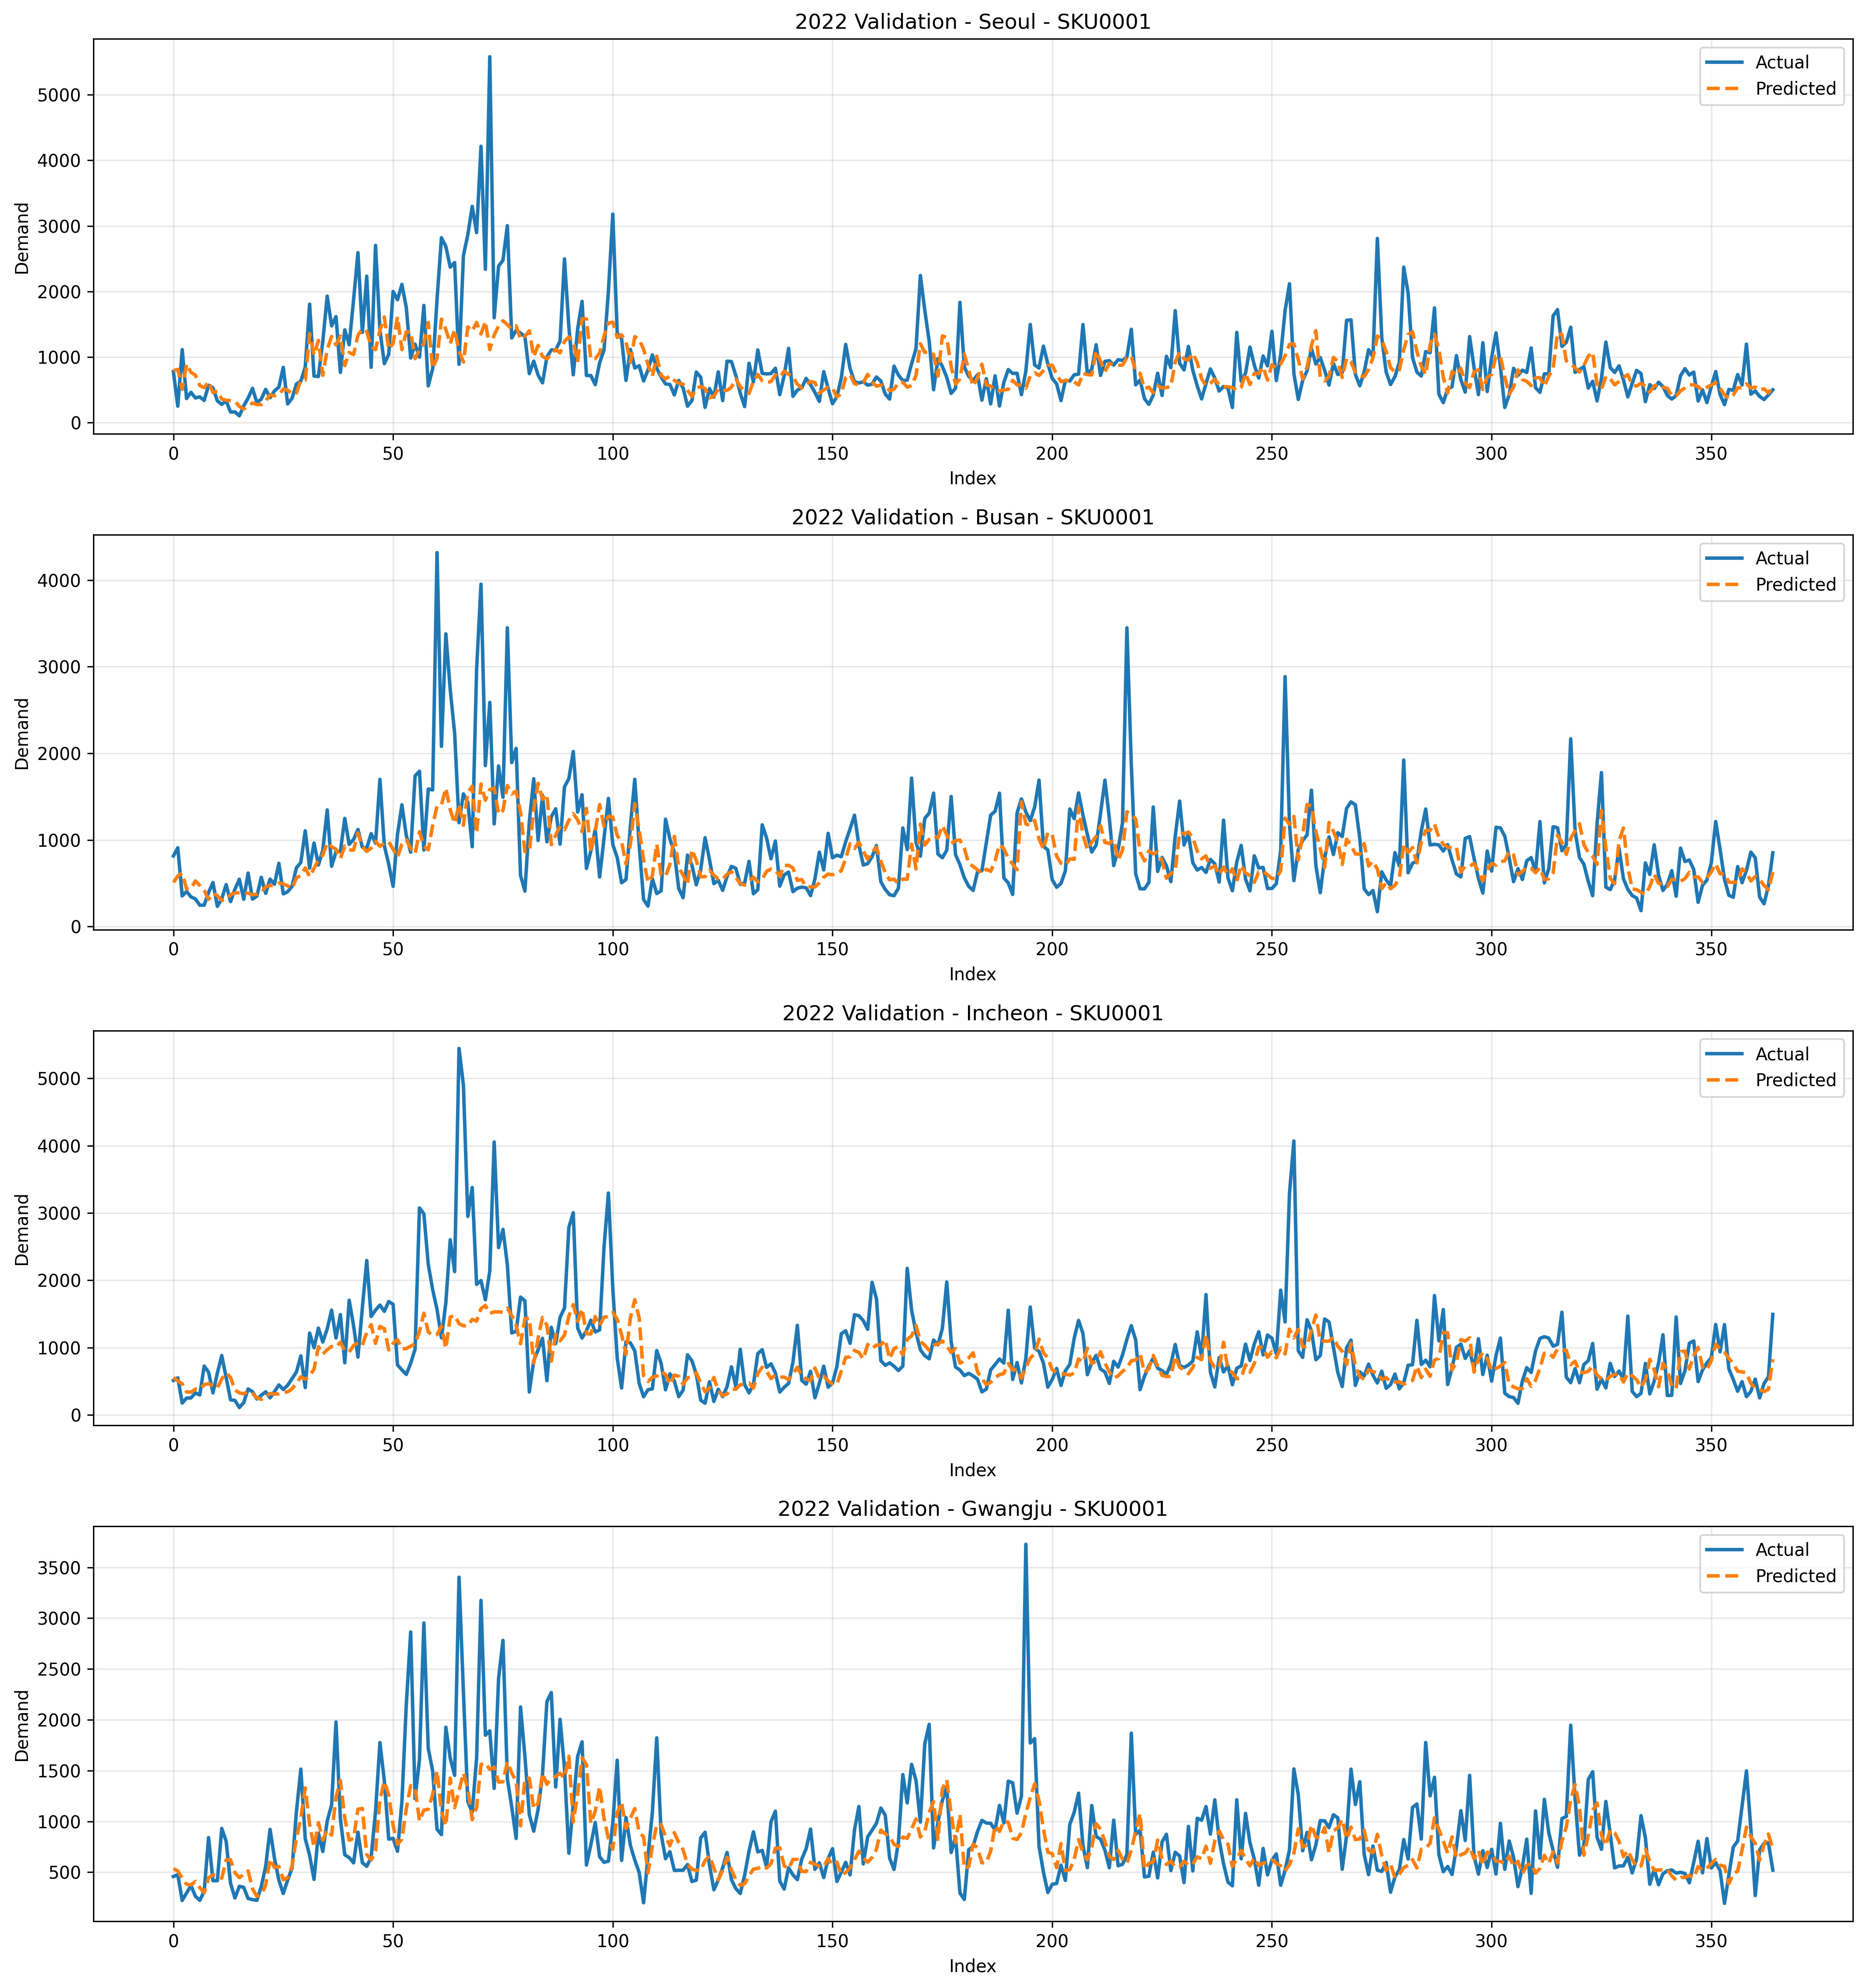 2022 Validation - Seoul - SKU0001
Actual
Predicted
5000
4000
3000
2000
1000
0
Demand
0 50 100 150 200 250 300 350
Index
2022 Validation - Busan - SKU0001
Actual
Predicted
4000
3000
2000
1000
0
Demand
0 50 100 150 200 250 300 350
Index
2022 Validation - Incheon - SKU0001
Actual
Predicted
5000
4000
3000
2000
1000
0
Demand
0 50 100 150 200 250 300 350
Index
2022 Validation - Gwangju - SKU0001
Actual
Predicted
3500
3000
2500
2000
1500
1000
500
Demand
0 50 100 150 200 250 300 350
Index